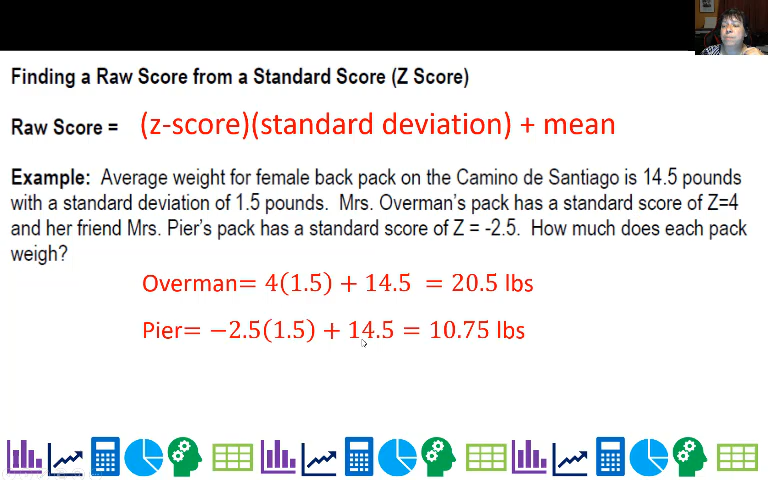 Finding a Raw Score from a Standard Score (Z Score)
Raw Score = (z-score)(standard deviation) + mean
Example: Average weight for female back pack on the Camino de Santiago is 14.5 pounds
with a standard deviation of 1.5 pounds. Mrs. Overman's pack has a standard score of Z=4
and her friend Mrs. Pier's pack has a standard score of Z = -2.5. How much does each pack
weigh?
Overman= 4(1.5) + 14.5 = 20.5 lbs
Pier= −2.5(1.5) + 14.5 = 10.75 lbs